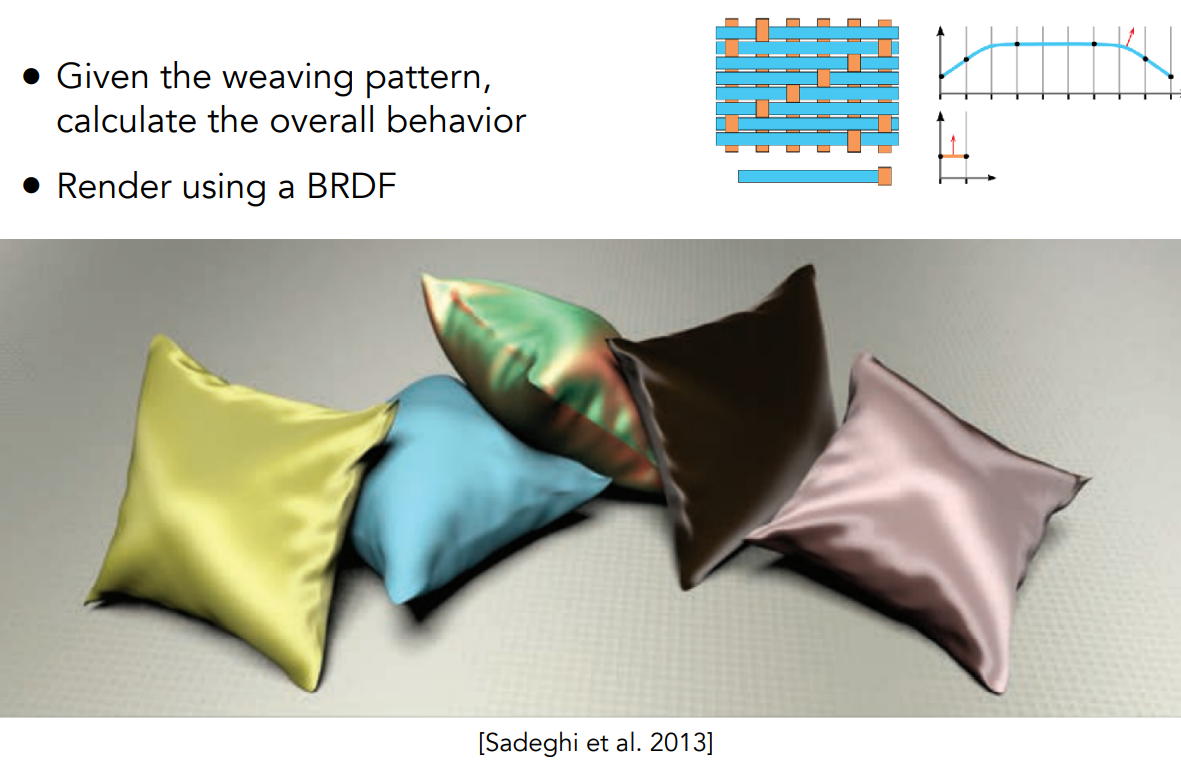 ● Given the weaving pattern,
calculate the overall behavior
● Render using a BRDF
[Sadeghi et al. 2013]